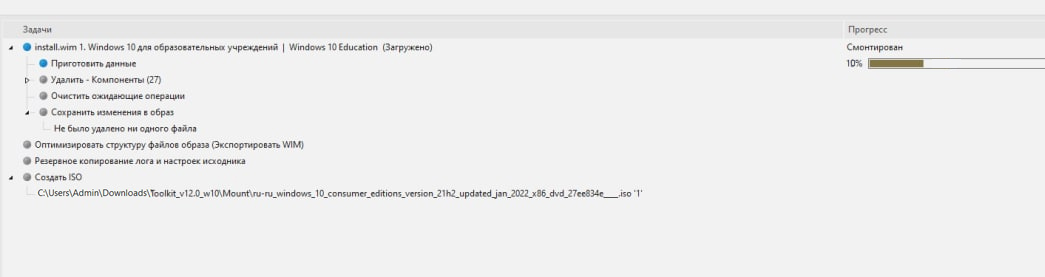 Задачи Прогресс
install.wim 1. Windows 10 для образовательных учреждений | Windows 10 Education (Загружено) Смонтирован
Приготовить данные 10%
Удалить - Компоненты (27)
Очистить ожидающие операции
Сохранить изменения в образ
Не было удалено ни одного файла
Оптимизировать структуру файлов образа (Экспортировать WIM)
Резервное копирование лога и настроек исходника
Создать ISO
C:\Users\Admin\Downloads\Toolkit_v12.0_w10\Mount\ru-ru_windows_10_consumer_editions_version_21h2_updated_jan_2022_x86_dvd_27ee834e___.iso '1'